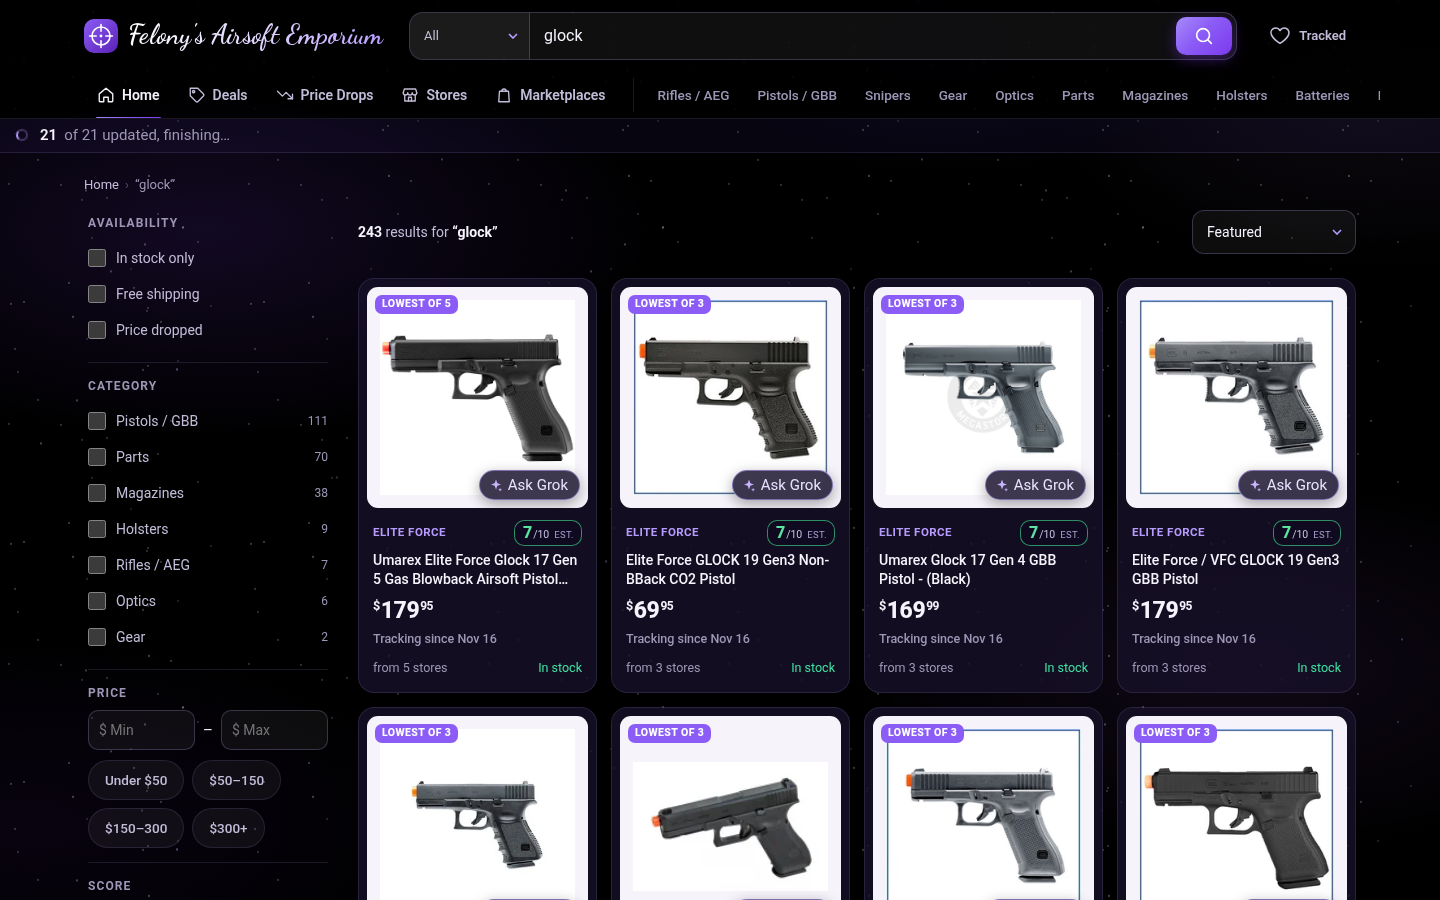 Felony's Airsoft Emporium
All
glock
Tracked
Home
Deals
Price Drops
Stores
Marketplaces
Rifles / AEG
Pistols / GBB
Snipers
Gear
Optics
Parts
Magazines
Holsters
Batteries
21 of 21 updated, finishing...
Home › “glock”
AVAILABILITY
In stock only
Free shipping
Price dropped
CATEGORY
Pistols / GBB 111
Parts 70
Magazines 38
Holsters 9
Rifles / AEG 7
Optics 6
Gear 2
PRICE
$ Min – $ Max
Under $50
$50–150
$150–300
$300+
SCORE
243 results for “glock”
Featured
LOWEST OF 5
Ask Grok
ELITE FORCE
7/10 EST.
Umarex Elite Force Glock 17 Gen
5 Gas Blowback Airsoft Pistol...
$17995
Tracking since Nov 16
from 5 stores
In stock
LOWEST OF 3
Ask Grok
ELITE FORCE
7/10 EST.
Elite Force GLOCK 19 Gen3 Non-
BBack CO2 Pistol
$6995
Tracking since Nov 16
from 3 stores
In stock
LOWEST OF 3
MEGASTO
Ask Grok
ELITE FORCE
7/10 EST.
Umarex Glock 17 Gen 4 GBB
Pistol - (Black)
$16999
Tracking since Nov 16
from 3 stores
In stock
LOWEST OF 3
Ask Grok
ELITE FORCE
7/10 EST.
Elite Force / VFC GLOCK 19 Gen3
GBB Pistol
$17995
Tracking since Nov 16
from 3 stores
In stock
LOWEST OF 3
LOWEST OF 3
LOWEST OF 3
LOWEST OF 3